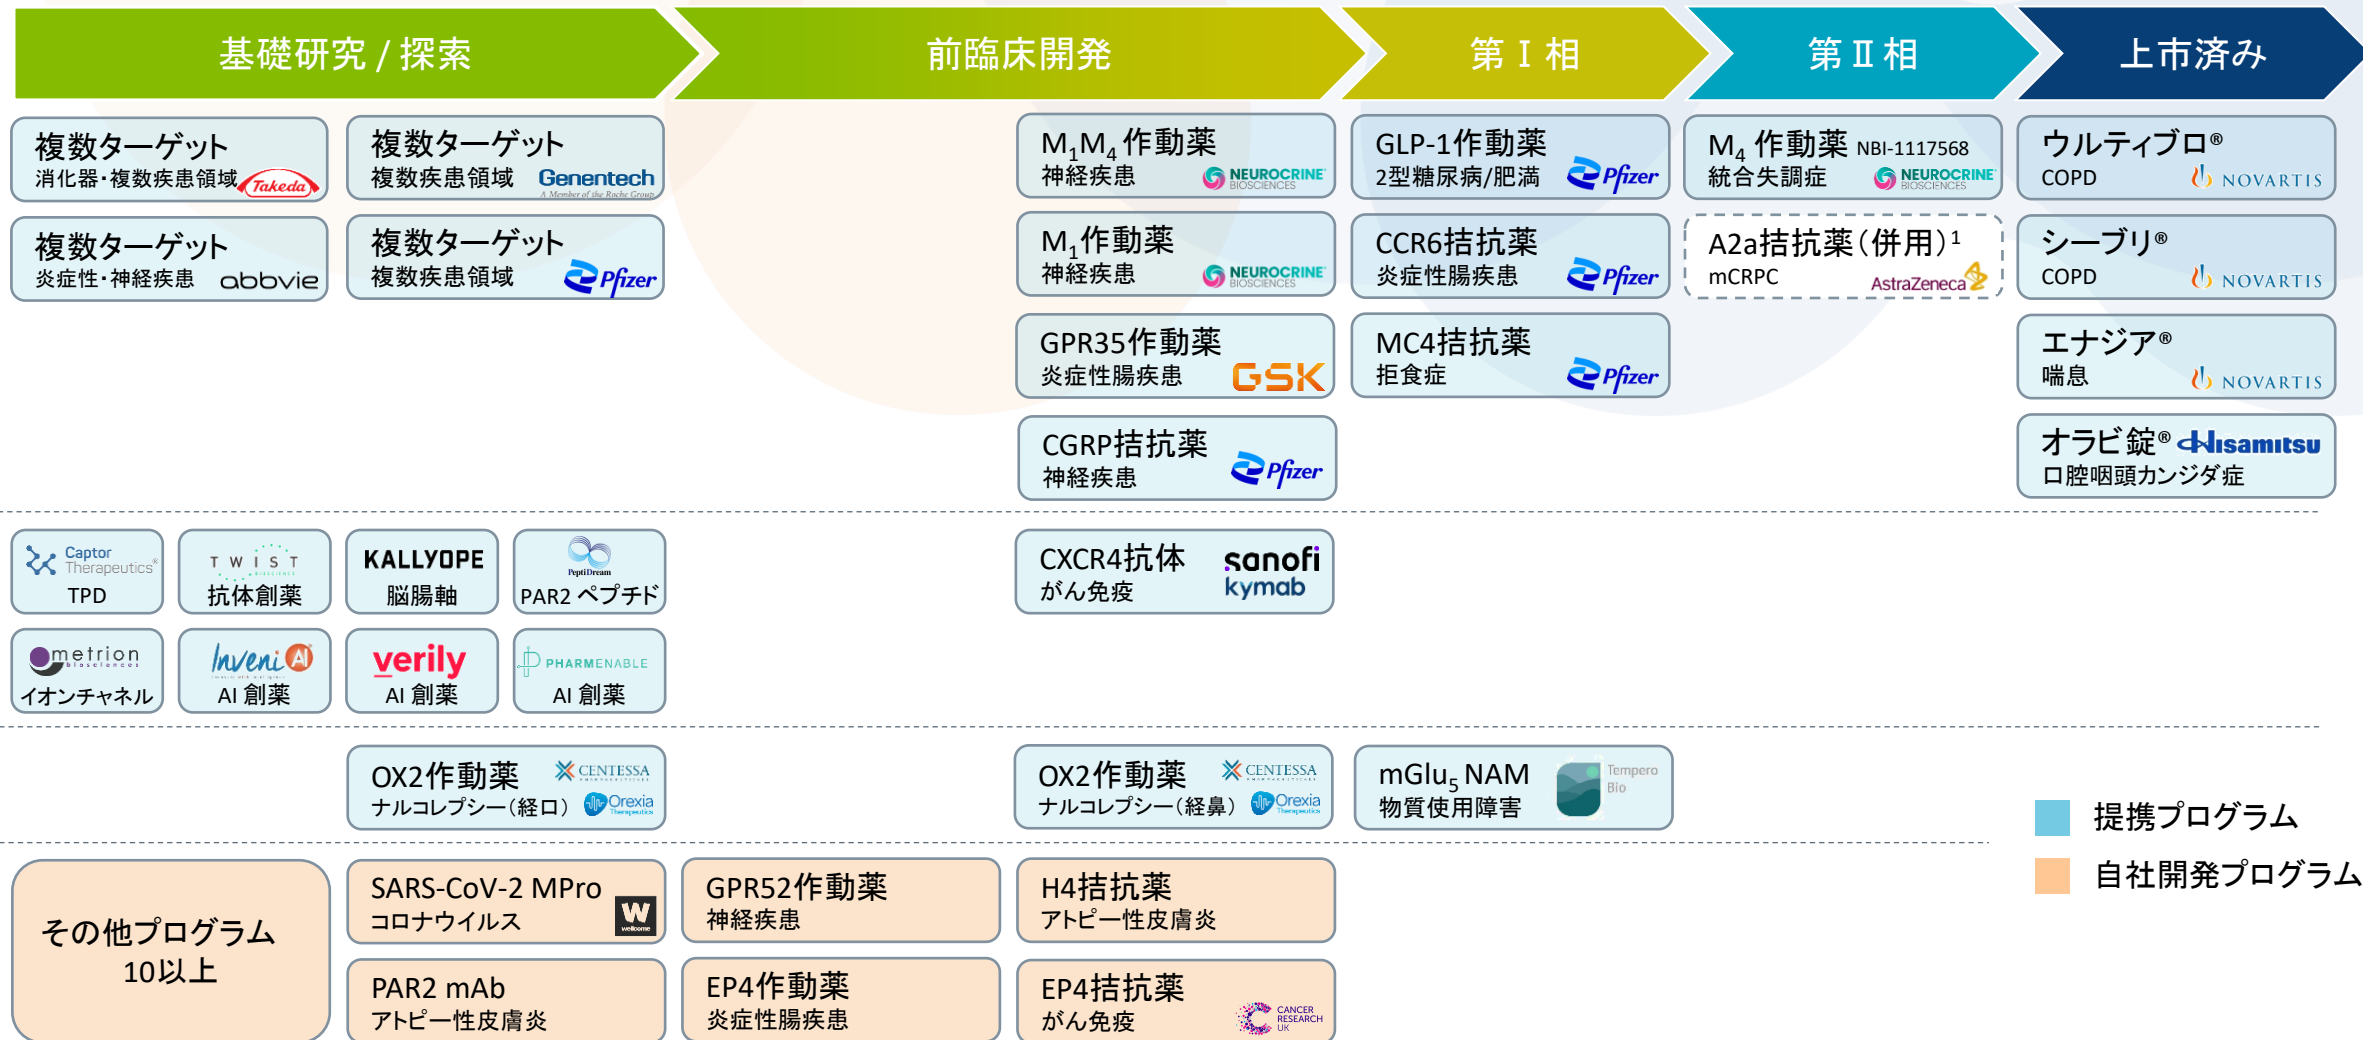 基礎研究 / 探索
前臨床開発
第Ⅰ相
第Ⅱ相
上市済み
複数ターゲット
消化器・複数疾患領域 Takeda
複数ターゲット
複数疾患領域 Genentech
A Member of the Roche Group
M1M4 作動薬
神経疾患 NEUROCRINE BIOSCIENCES
GLP-1作動薬
2型糖尿病/肥満 Pfizer
M4 作動薬 NBI-1117568
統合失調症 NEUROCRINE BIOSCIENCES
ウルティブロ®
COPD NOVARTIS
複数ターゲット
炎症性・神経疾患 abbvie
複数ターゲット
複数疾患領域 Pfizer
M1作動薬
神経疾患 NEUROCRINE BIOSCIENCES
CCR6拮抗薬
炎症性腸疾患 Pfizer
A2a拮抗薬（併用）1
mCRPC AstraZeneca
シーブリ®
COPD NOVARTIS
GPR35作動薬
炎症性腸疾患 GSK
MC4拮抗薬
拒食症 Pfizer
エナジア®
喘息 NOVARTIS
CGRP拮抗薬
神経疾患 Pfizer
オラビ錠® Hisamitsu
口腔咽頭カンジダ症
Captor Therapeutics®
TPD
TWIST BIOSCIENCE
抗体創薬
KALLYOPE
脳腸軸
PeptiDream
PAR2 ペプチド
CXCR4抗体 sanofi
がん免疫 kymab
metrion biosciences
イオンチャネル
InveniAI
AI 創薬
verily
AI 創薬
PHARMENABLE
AI 創薬
OX2作動薬 CENTESSA PHARMACEUTICALS
ナルコレプシー（経口） Orexia Therapeutics
OX2作動薬 CENTESSA PHARMACEUTICALS
ナルコレプシー（経鼻） Orexia Therapeutics
mGlu5 NAM
物質使用障害 Tempero Bio
提携プログラム
自社開発プログラム
その他プログラム
10以上
SARS-CoV-2 MPro
コロナウイルス W wellcome
GPR52作動薬
神経疾患
H4拮抗薬
アトピー性皮膚炎
PAR2 mAb
アトピー性皮膚炎
EP4作動薬
炎症性腸疾患
EP4拮抗薬
がん免疫 CANCER RESEARCH UK